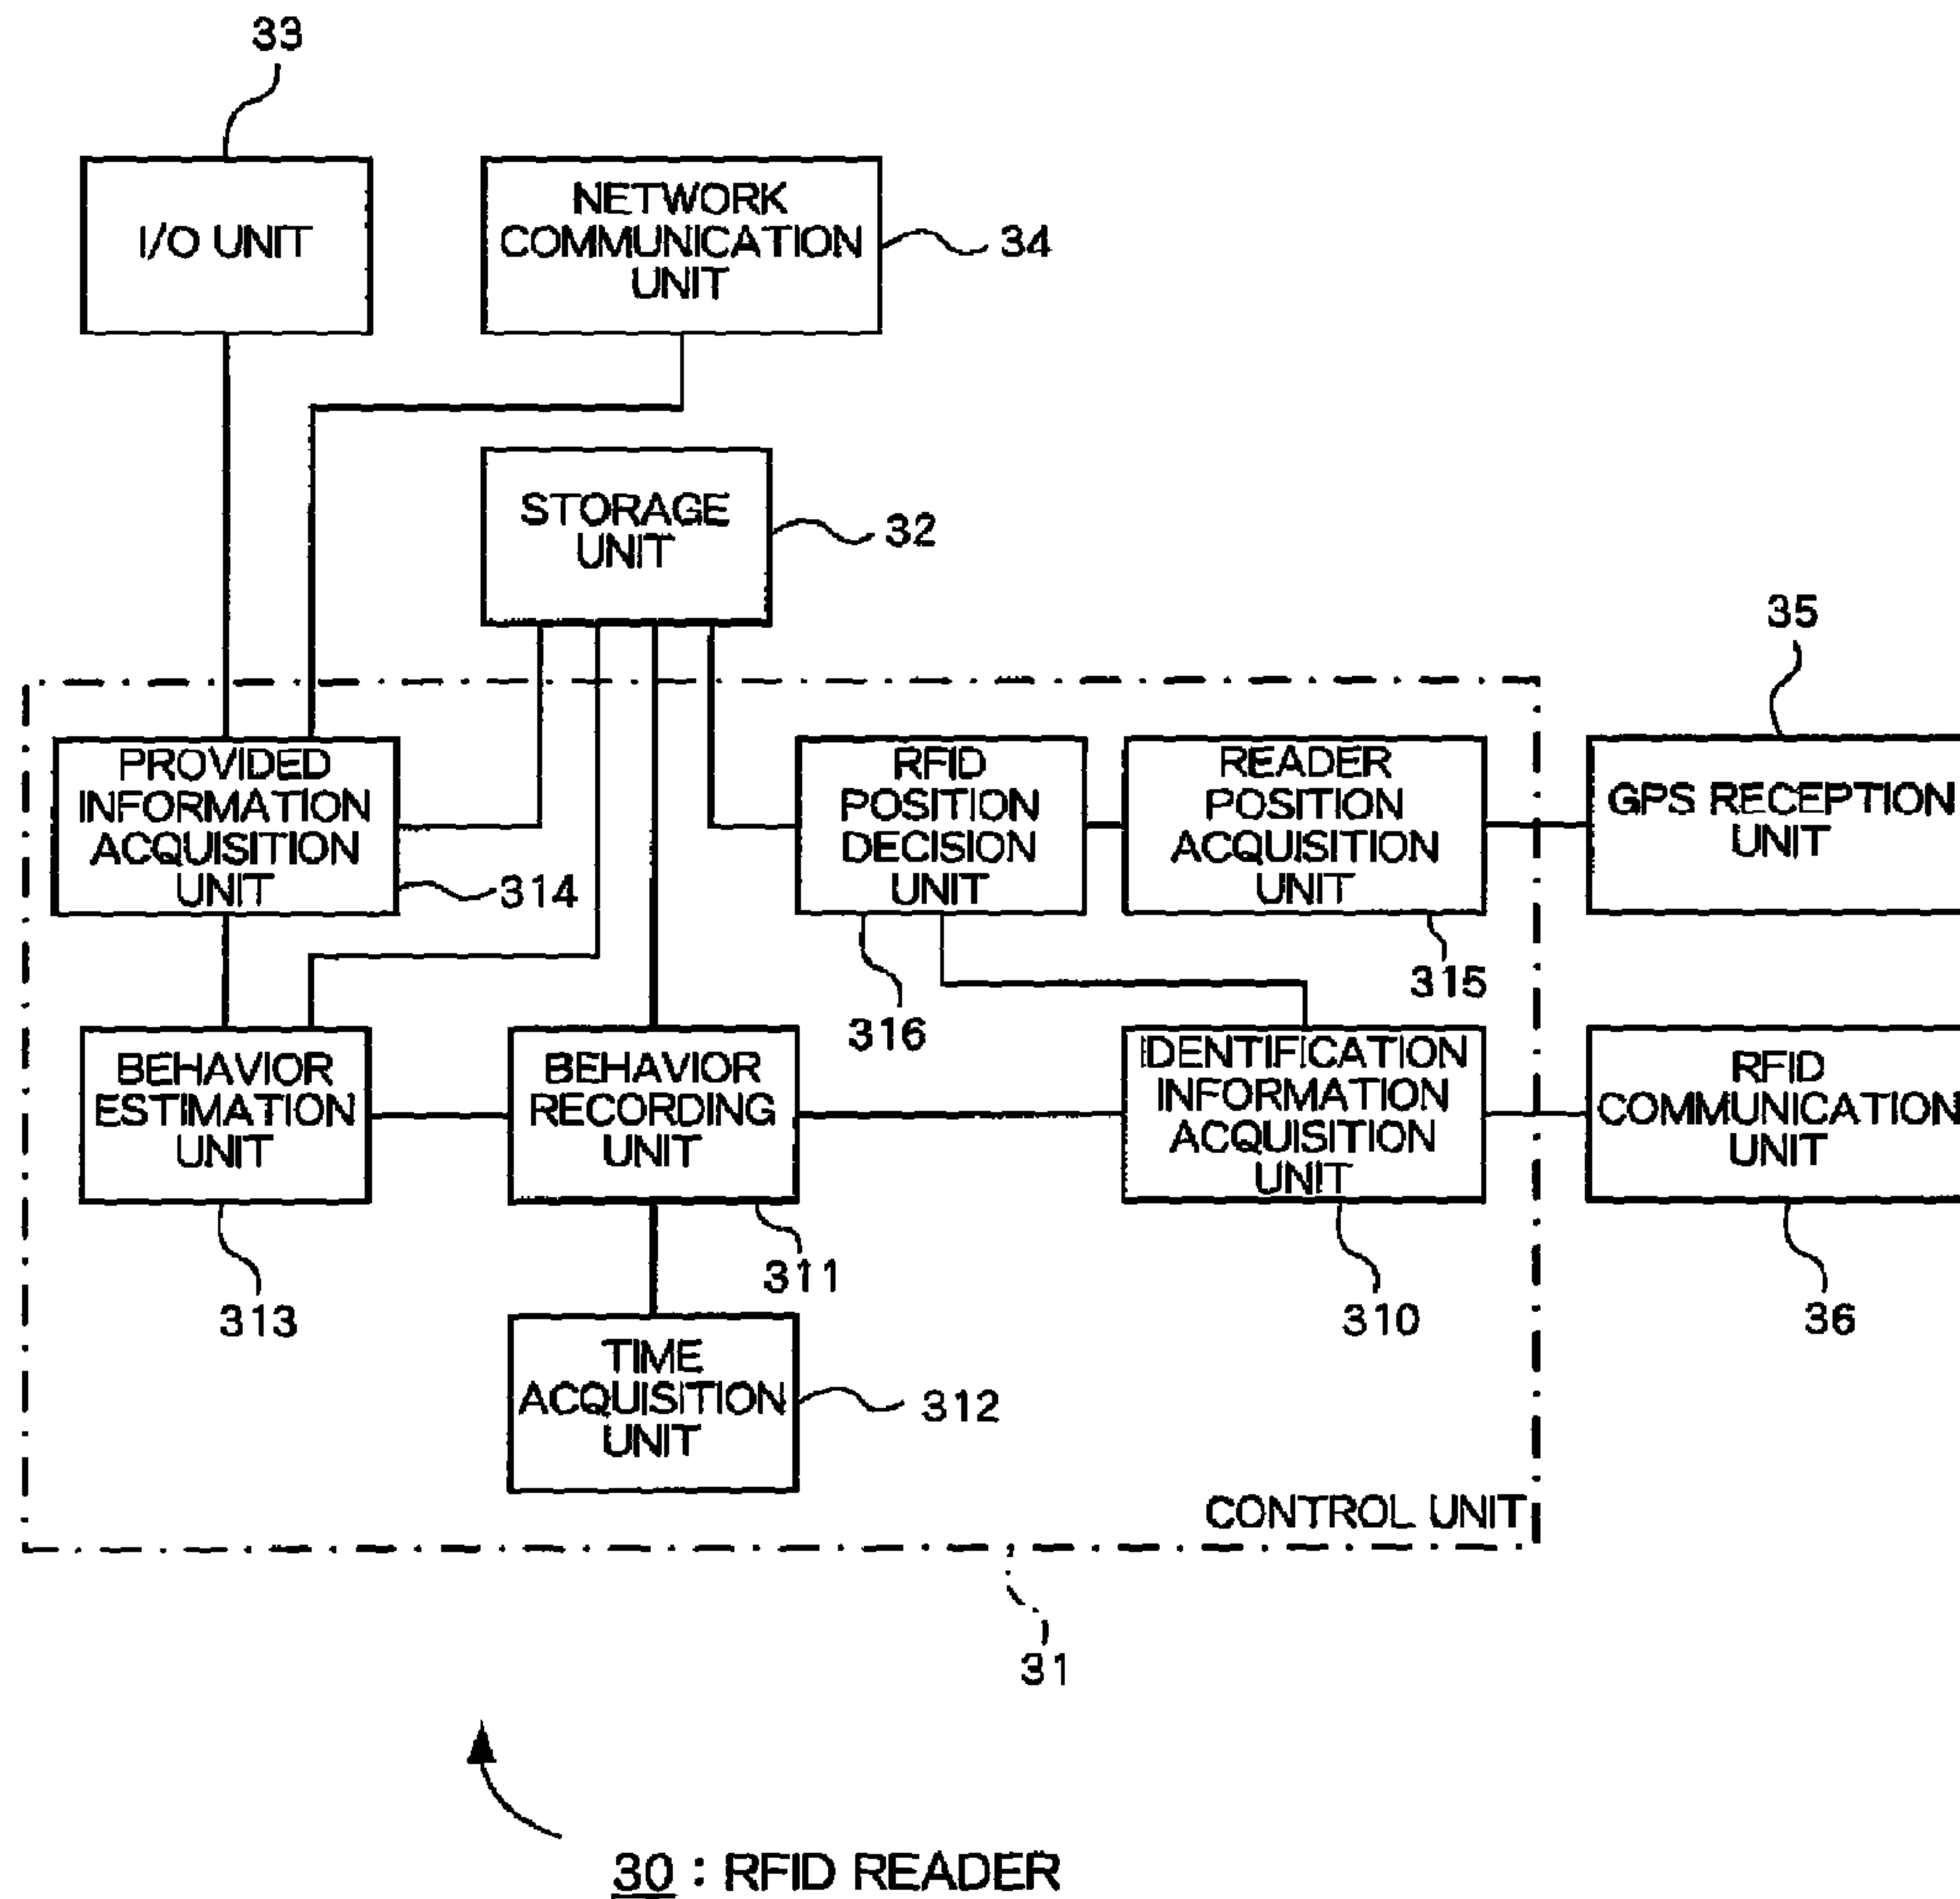 33
I/O UNIT
NETWORK
COMMUNICATION
UNIT
34
STORAGE
UNIT
32
35
PROVIDED
INFORMATION
ACQUISITION
UNIT
314
RFID
POSITION
DECISION
UNIT
316
READER
POSITION
ACQUISITION
UNIT
315
GPS RECEPTION
UNIT
BEHAVIOR
ESTIMATION
UNIT
313
BEHAVIOR
RECORDING
UNIT
311
IDENTIFICATION
INFORMATION
ACQUISITION
UNIT
310
RFID
COMMUNICATION
UNIT
36
TIME
ACQUISITION
UNIT
312
CONTROL UNIT
31
30 : RFID READER